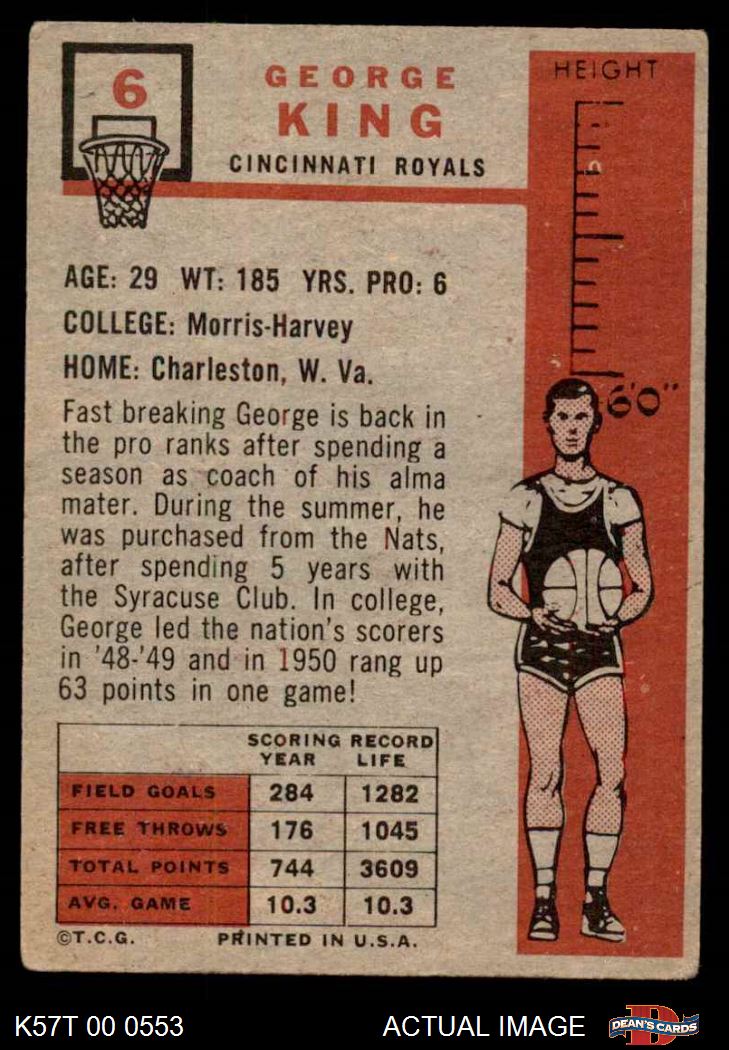 6
GEORGE
KING
CINCINNATI ROYALS
HEIGHT
6'0"
AGE: 29 WT: 185 YRS. PRO: 6
COLLEGE: Morris-Harvey
HOME: Charleston, W. Va.
Fast breaking George is back in
the pro ranks after spending a
season as coach of his alma
mater. During the summer, he
was purchased from the Nats,
after spending 5 years with
the Syracuse Club. In college,
George led the nation's scorers
in '48-'49 and in 1950 rang up
63 points in one game!
SCORING RECORD
YEAR LIFE
FIELD GOALS 284 1282
FREE THROWS 176 1045
TOTAL POINTS 744 3609
AVG. GAME 10.3 10.3
©T.C.G. PRINTED IN U.S.A.
K57T 00 0553 ACTUAL IMAGE
D DEAN'S CARDS